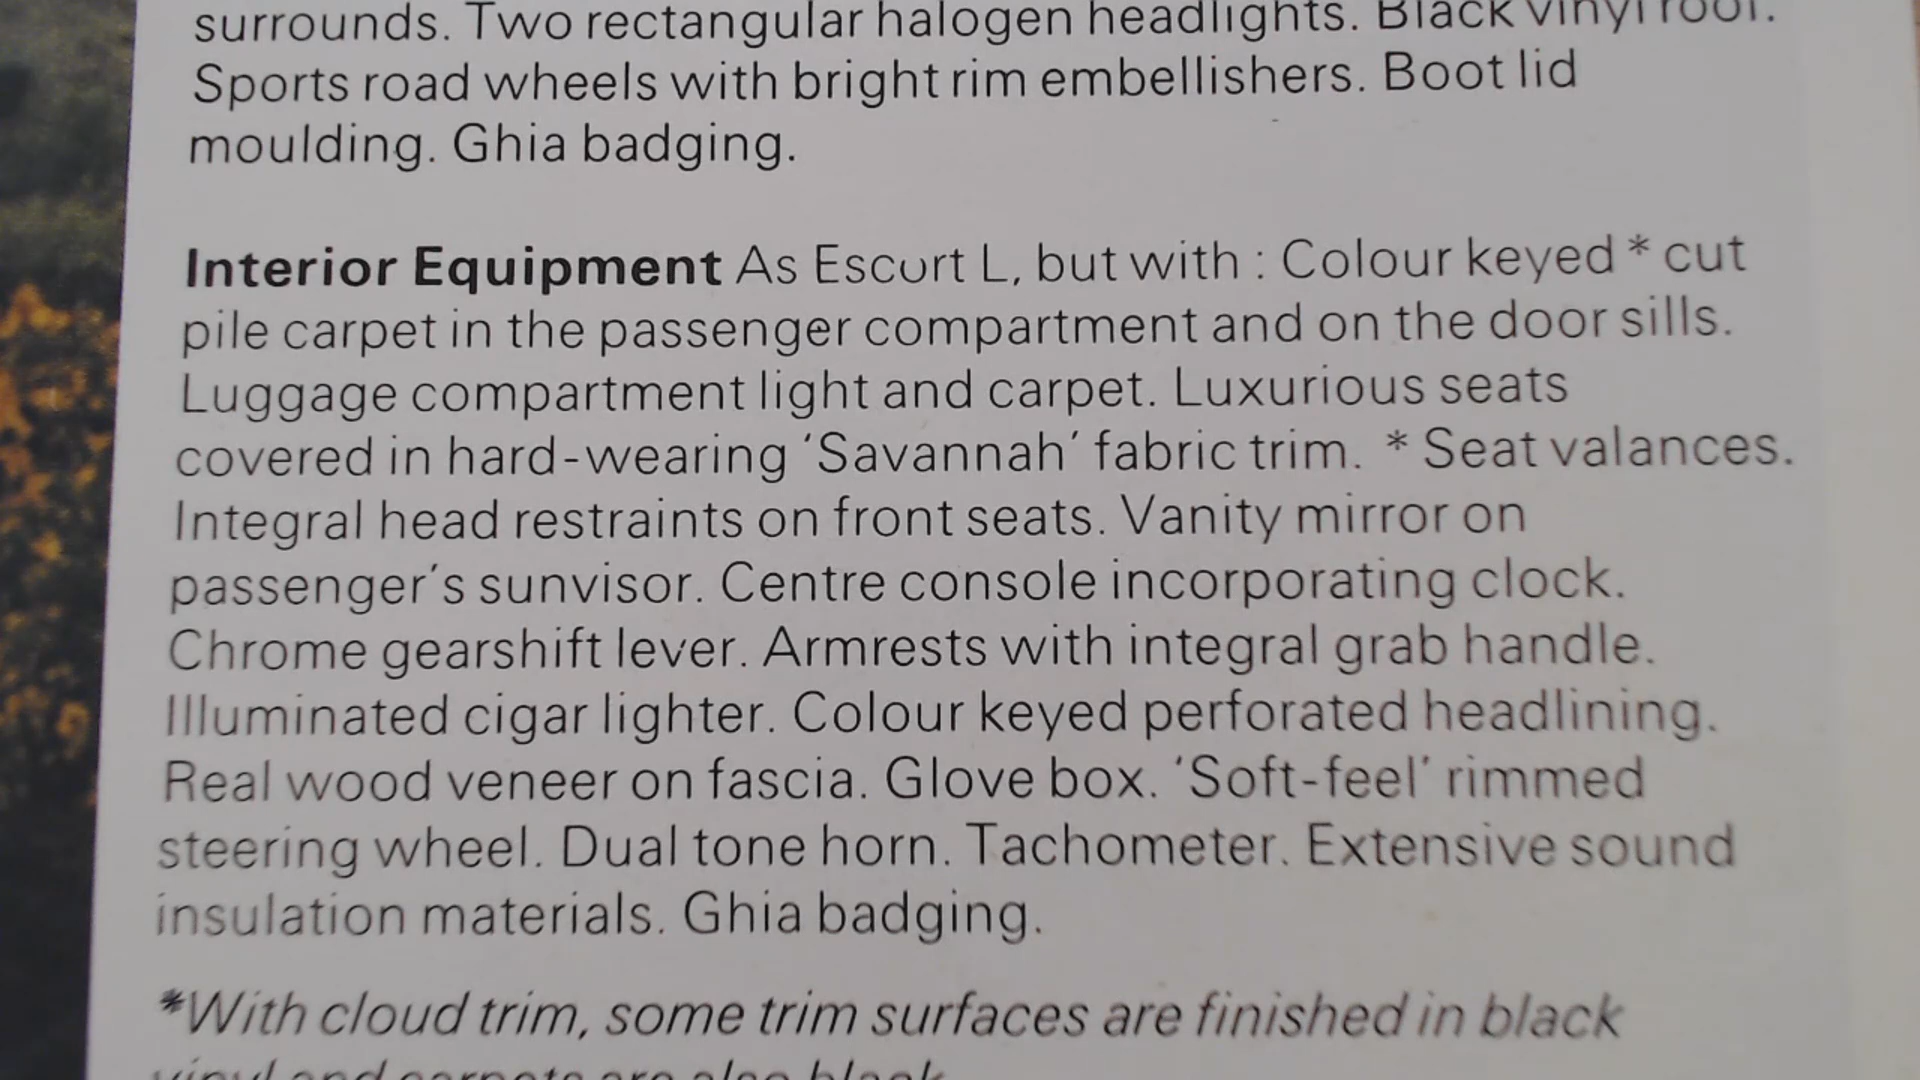 surrounds. Two rectangular halogen headlights. Black vinyl roof.
Sports road wheels with bright rim embellishers. Boot lid
moulding. Ghia badging.
Interior Equipment As Escort L, but with : Colour keyed * cut
pile carpet in the passenger compartment and on the door sills.
Luggage compartment light and carpet. Luxurious seats
covered in hard-wearing ‘Savannah’ fabric trim. * Seat valances.
Integral head restraints on front seats. Vanity mirror on
passenger’s sunvisor. Centre console incorporating clock.
Chrome gearshift lever. Armrests with integral grab handle.
Illuminated cigar lighter. Colour keyed perforated headlining.
Real wood veneer on fascia. Glove box. ‘Soft-feel’ rimmed
steering wheel. Dual tone horn. Tachometer. Extensive sound
insulation materials. Ghia badging.
*With cloud trim, some trim surfaces are finished in black
vinyl and carpets are also black